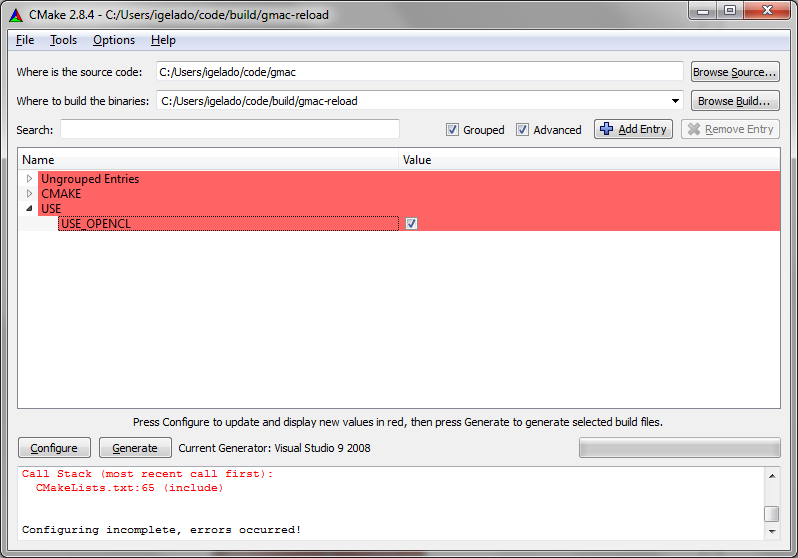 CMake 2.8.4 - C:/Users/igelado/code/build/gmac-reload
File Tools Options Help
Where is the source code: C:/Users/igelado/code/gmac Browse Source...
Where to build the binaries: C:/Users/igelado/code/build/gmac-reload Browse Build...
Search: Grouped Advanced Add Entry Remove Entry
Name Value
Ungrouped Entries
CMAKE
USE
USE_OPENCL
Press Configure to update and display new values in red, then press Generate to generate selected build files.
Configure Generate Current Generator: Visual Studio 9 2008
Call Stack (most recent call first):
CMakeLists.txt:65 (include)
Configuring incomplete, errors occurred!